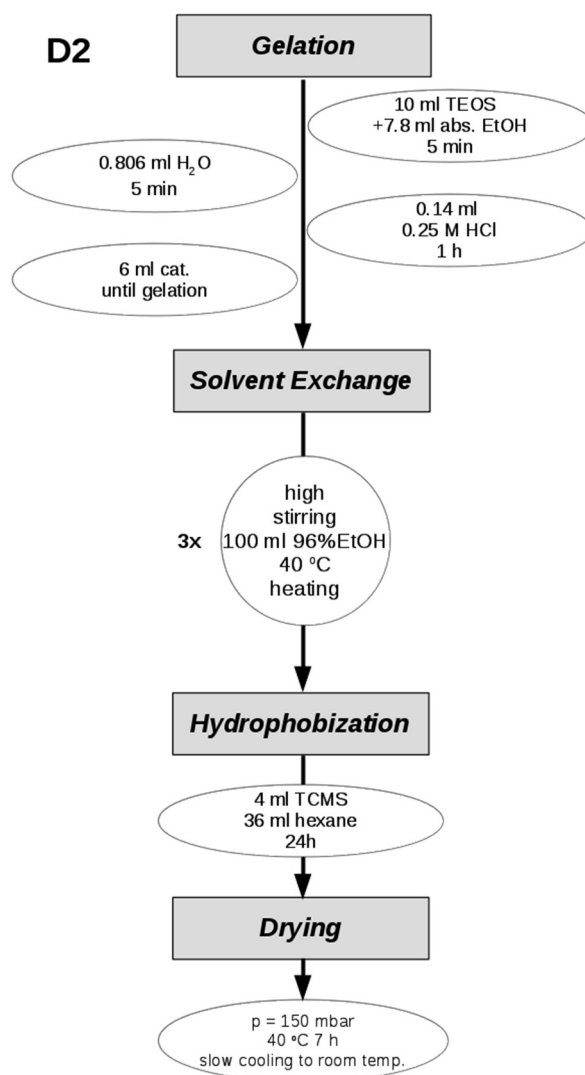 D2
Gelation
10 ml TEOS
+7.8 ml abs. EtOH
5 min
0.806 ml H₂O
5 min
0.14 ml
0.25 M HCl
1 h
6 ml cat.
until gelation
Solvent Exchange
3x
high
stirring
100 ml 96%EtOH
40 ºC
heating
Hydrophobization
4 ml TCMS
36 ml hexane
24h
Drying
p = 150 mbar
40 ºC 7 h
slow cooling to room temp.